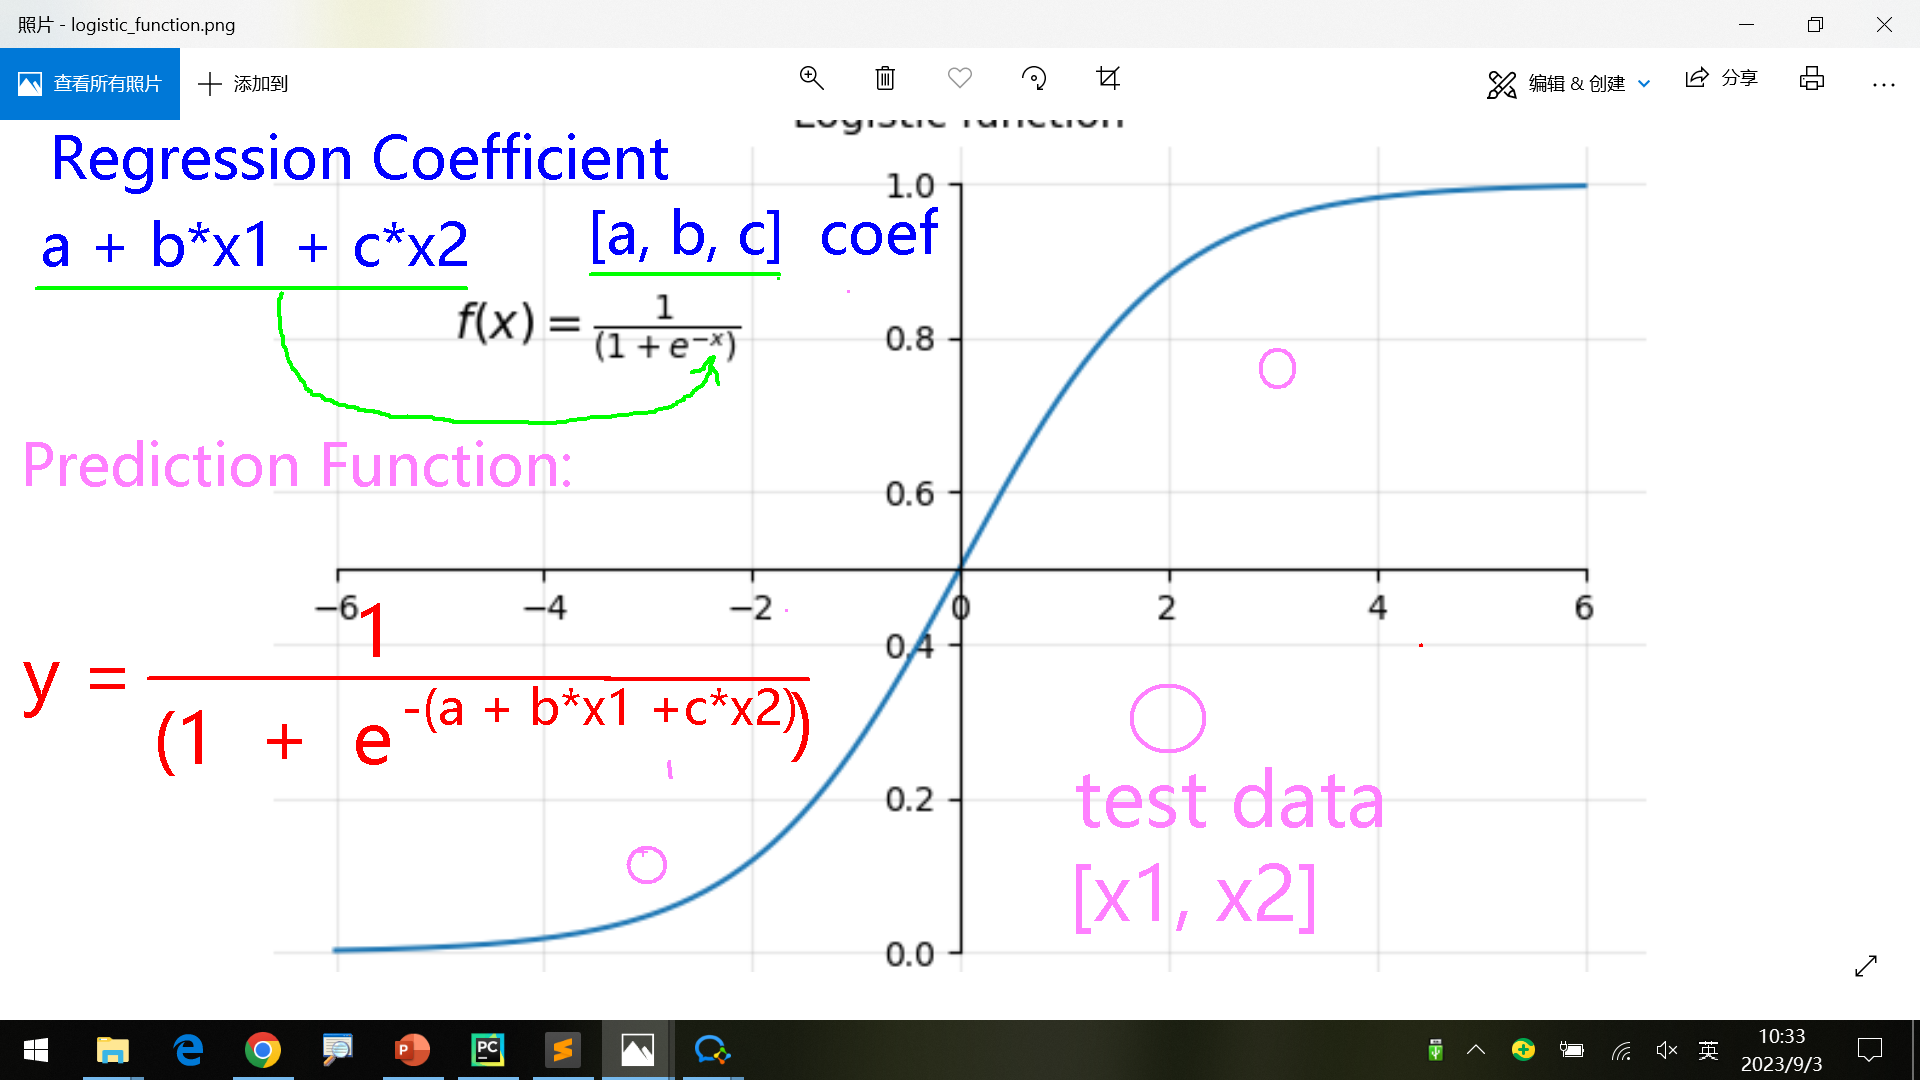 照片 - logistic_function.png
查看所有照片
添加到
编辑 & 创建
分享
Logistic function
Regression Coefficient
a + b*x1 + c*x2
[a, b, c] coef
f(x) = 1 / (1 + e^{-x})
Prediction Function:
1.0
0.8
0.6
0.4
0.2
0.0
−6
−4
−2
0
2
4
6
y = 1 / (1 + e^{-(a + b*x1 +c*x2)})
test data
[x1, x2]
P
PC
英
10:33
2023/9/3